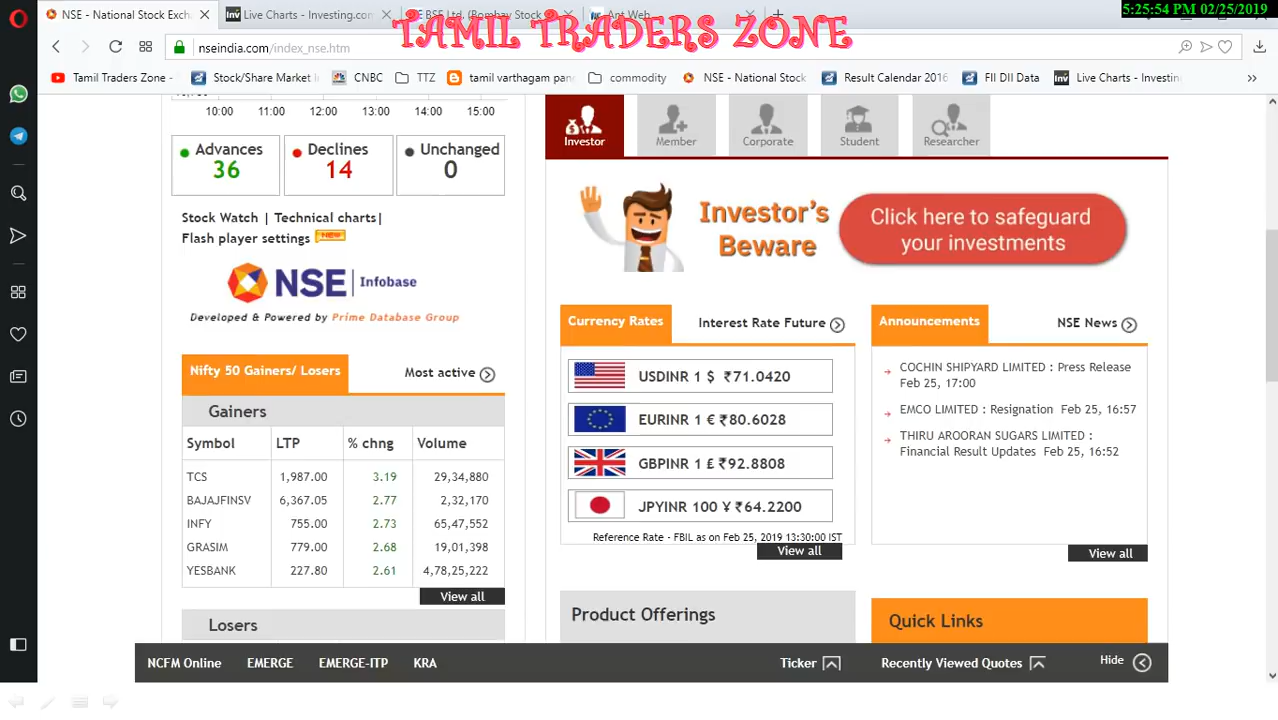 5:25:54 PM 02/25/2019
NSE - National Stock Exch
Live Charts - Investing.com
BSE Ltd. (Bombay Stock
Ant Web
TAMIL TRADERS ZONE
nseindia.com/index_nse.htm
Tamil Traders Zone -
Stock/Share Market
CNBC
TTZ
tamil varthagam pan
commodity
NSE - National Stock
Result Calendar 2016
FII DII Data
Live Charts - Investin
10:00 11:00 12:00 13:00 14:00 15:00
Advances
36
Declines
14
Unchanged
0
Stock Watch | Technical charts|
Flash player settings NEW
NSE | Infobase
Developed & Powered by Prime Database Group
Nifty 50 Gainers/ Losers
Most active
Gainers
Symbol LTP % chng Volume
TCS 1,987.00 3.19 29,34,880
BAJAJFINSV 6,367.05 2.77 2,32,170
INFY 755.00 2.73 65,47,552
GRASIM 779.00 2.68 19,01,398
YESBANK 227.80 2.61 4,78,25,222
View all
Losers
Investor
Member
Corporate
Student
Researcher
Investor's
Beware
Click here to safeguard
your investments
Currency Rates
Interest Rate Future
USDINR 1 $ ₹71.0420
EURINR 1 € ₹80.6028
GBPINR 1 £ ₹92.8808
JPYINR 100 ¥ ₹64.2200
Reference Rate - FBIL as on Feb 25, 2019 13:30:00 IST
View all
Announcements
NSE News
COCHIN SHIPYARD LIMITED : Press Release
Feb 25, 17:00
EMCO LIMITED : Resignation Feb 25, 16:57
THIRU AROORAN SUGARS LIMITED :
Financial Result Updates Feb 25, 16:52
View all
Product Offerings
Quick Links
NCFM Online
EMERGE
EMERGE-ITP
KRA
Ticker
Recently Viewed Quotes
Hide